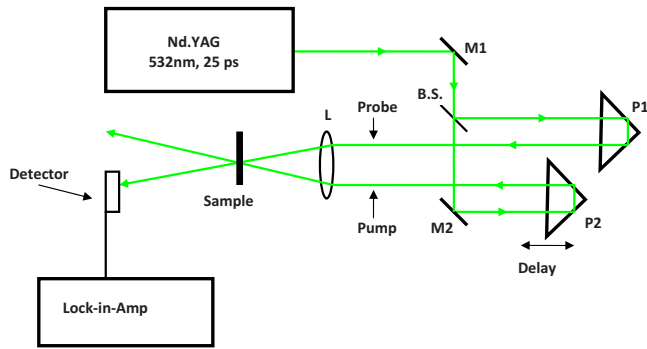 Nd.YAG
532nm, 25 ps
M1
B.S.
Probe
P1
L
Detector
Sample
Pump
M2
P2
Delay
Lock-in-Amp